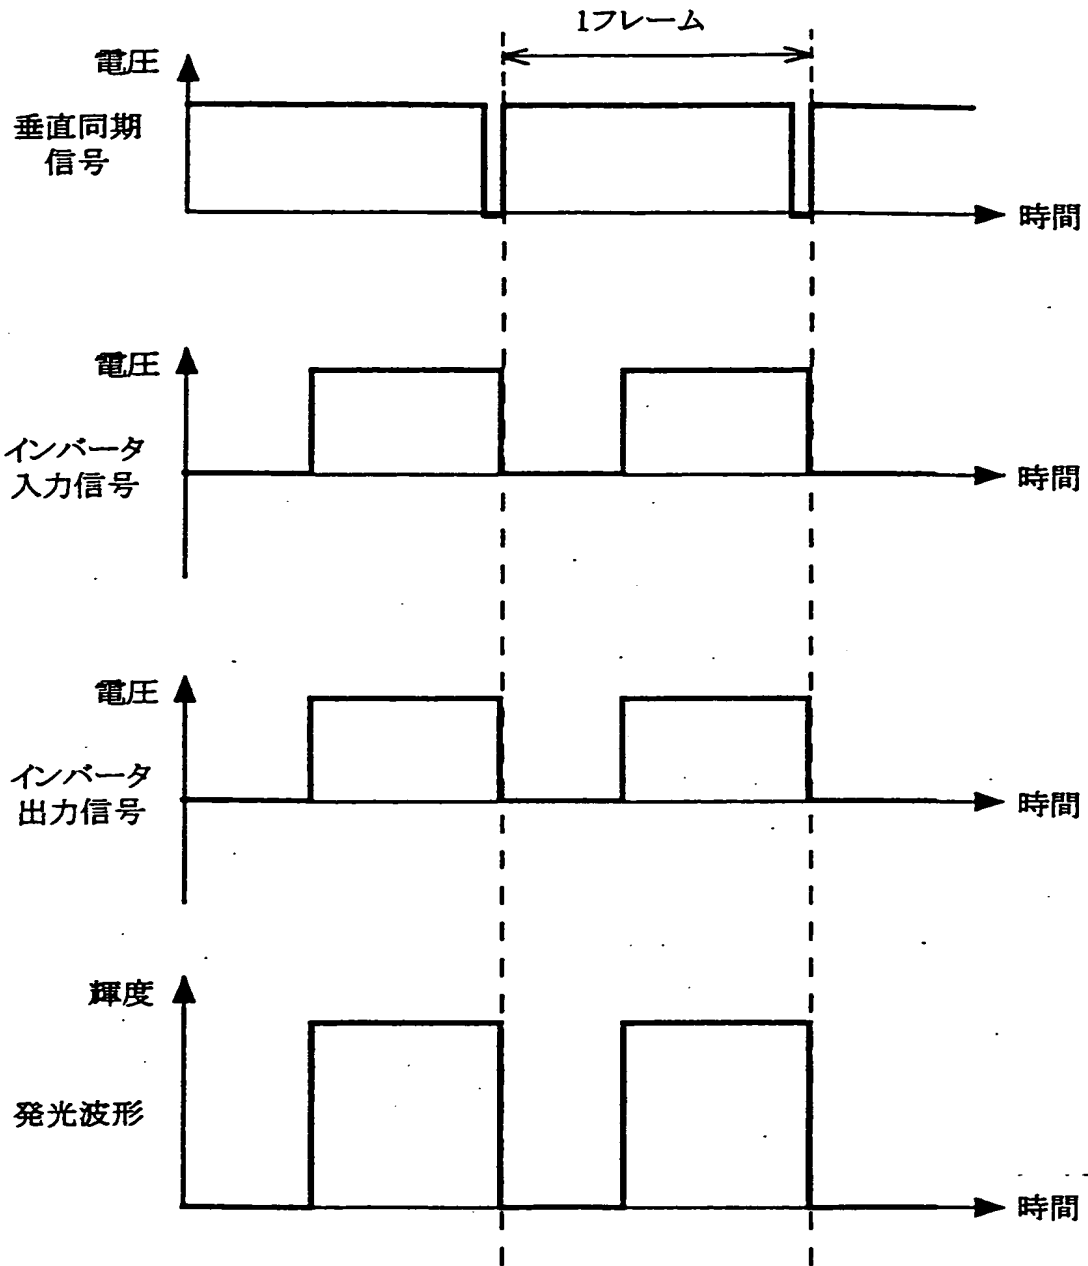 1フレーム
電圧
垂直同期
信号
時間
電圧
インバータ
入力信号
時間
電圧
インバータ
出力信号
時間
輝度
発光波形
時間